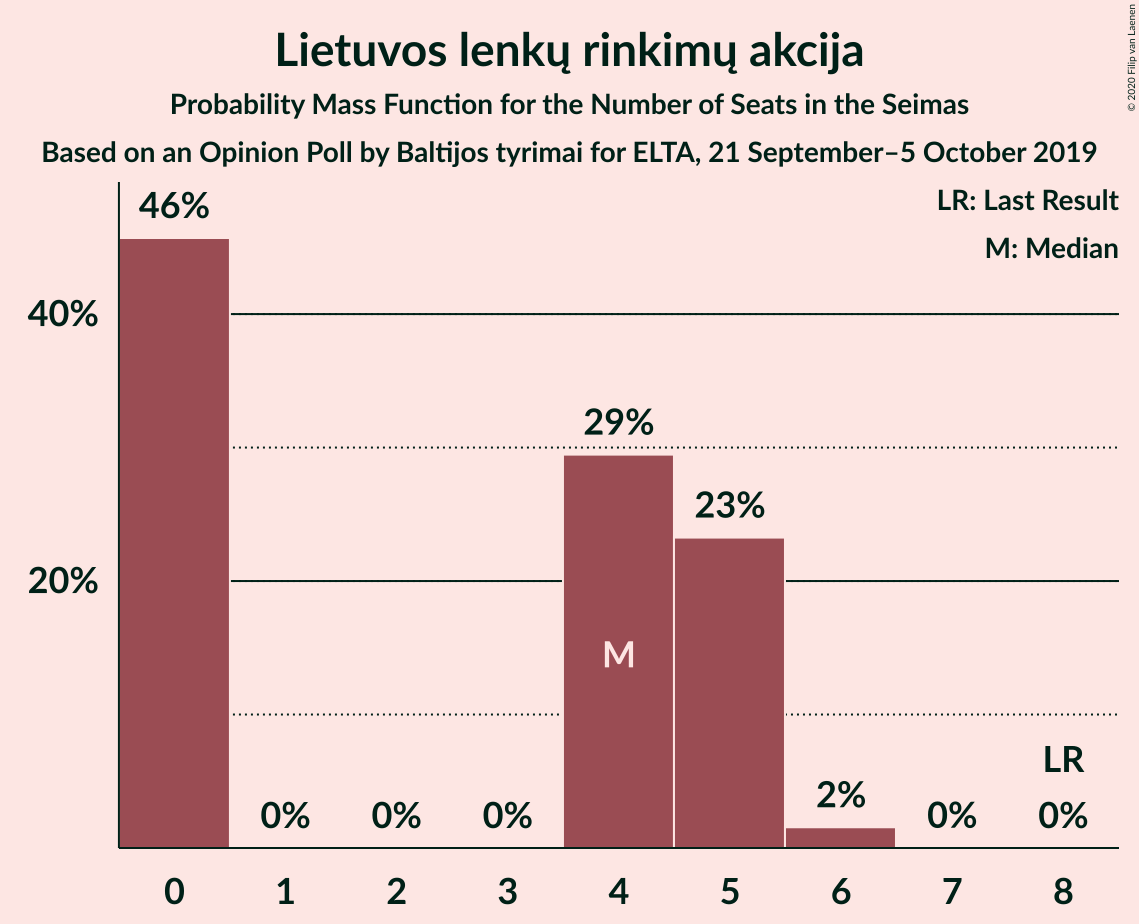 Lietuvos lenkų rinkimų akcija
Probability Mass Function for the Number of Seats in the Seimas
Based on an Opinion Poll by Baltijos tyrimai for ELTA, 21 September–5 October 2019
© 2020 Filip van Laenen
LR: Last Result
M: Median
46%
40%
29%
23%
20%
M
LR
2%
0%
0%
0%
0%
0%
0
1
2
3
4
5
6
7
8